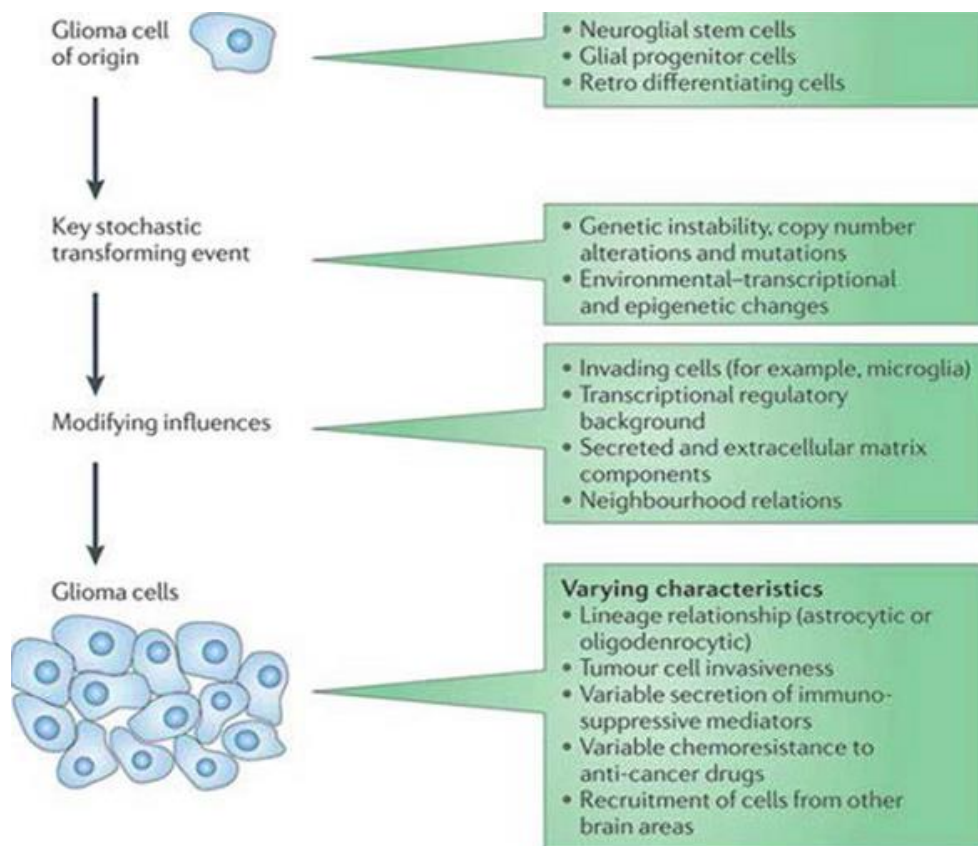 Glioma cell
of origin
• Neuroglial stem cells
• Glial progenitor cells
• Retro differentiating cells
Key stochastic
transforming event
• Genetic instability, copy number
alterations and mutations
• Environmental–transcriptional
and epigenetic changes
Modifying influences
• Invading cells (for example, microglia)
• Transcriptional regulatory
background
• Secreted and extracellular matrix
components
• Neighbourhood relations
Glioma cells
Varying characteristics
• Lineage relationship (astrocytic or
oligodenrocytic)
• Tumour cell invasiveness
• Variable secretion of immuno-
suppressive mediators
• Variable chemoresistance to
anti-cancer drugs
• Recruitment of cells from other
brain areas